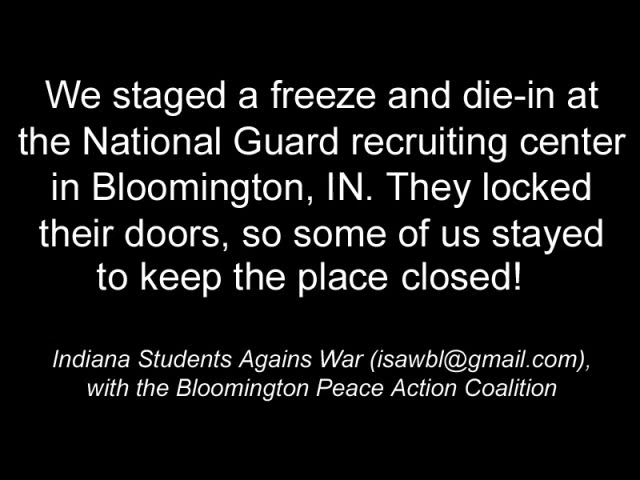 We staged a freeze and die-in at
the National Guard recruiting center
in Bloomington, IN. They locked
their doors, so some of us stayed
to keep the place closed!
Indiana Students Agains War (isawbl@gmail.com),
with the Bloomington Peace Action Coalition